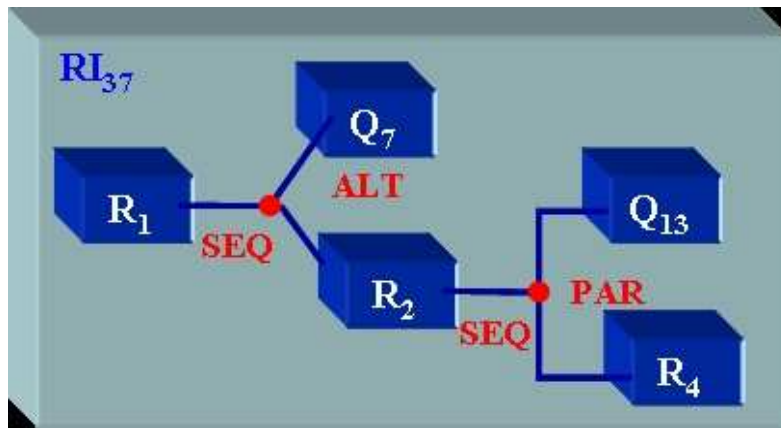 RI37
Q7
R1
ALT
Q13
SEQ
R2
PAR
SEQ
R4